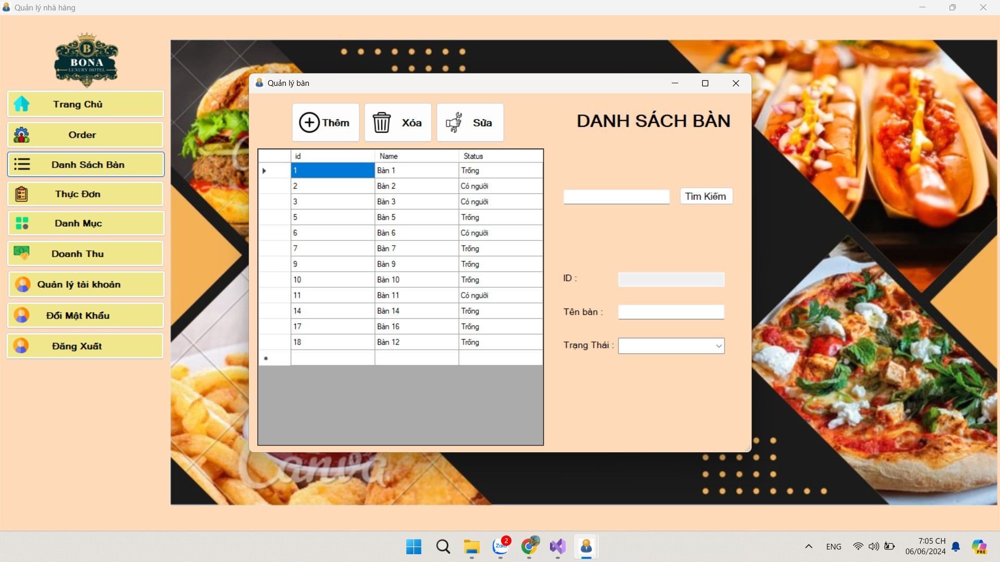 Quản lý nhà hàng
B
BONA
LUXURY HOTEL
Trang Chủ
Order
Danh Sách Bàn
Thực Đơn
Danh Mục
Doanh Thu
Quản lý tài khoản
Đổi Mật Khẩu
Đăng Xuất
Quản lý bàn
Thêm
Xóa
Sửa
DANH SÁCH BÀN
id Name Status
1 Bàn 1 Trống
2 Bàn 2 Có người
3 Bàn 3 Có người
5 Bàn 5 Trống
6 Bàn 6 Có người
7 Bàn 7 Trống
9 Bàn 9 Trống
10 Bàn 10 Trống
11 Bàn 11 Có người
14 Bàn 14 Trống
17 Bàn 16 Trống
18 Bàn 12 Trống
Tìm Kiếm
ID :
Tên bàn :
Trạng Thái :
Canva
Zalo
2
ENG
7:05 CH
06/06/2024
PRE